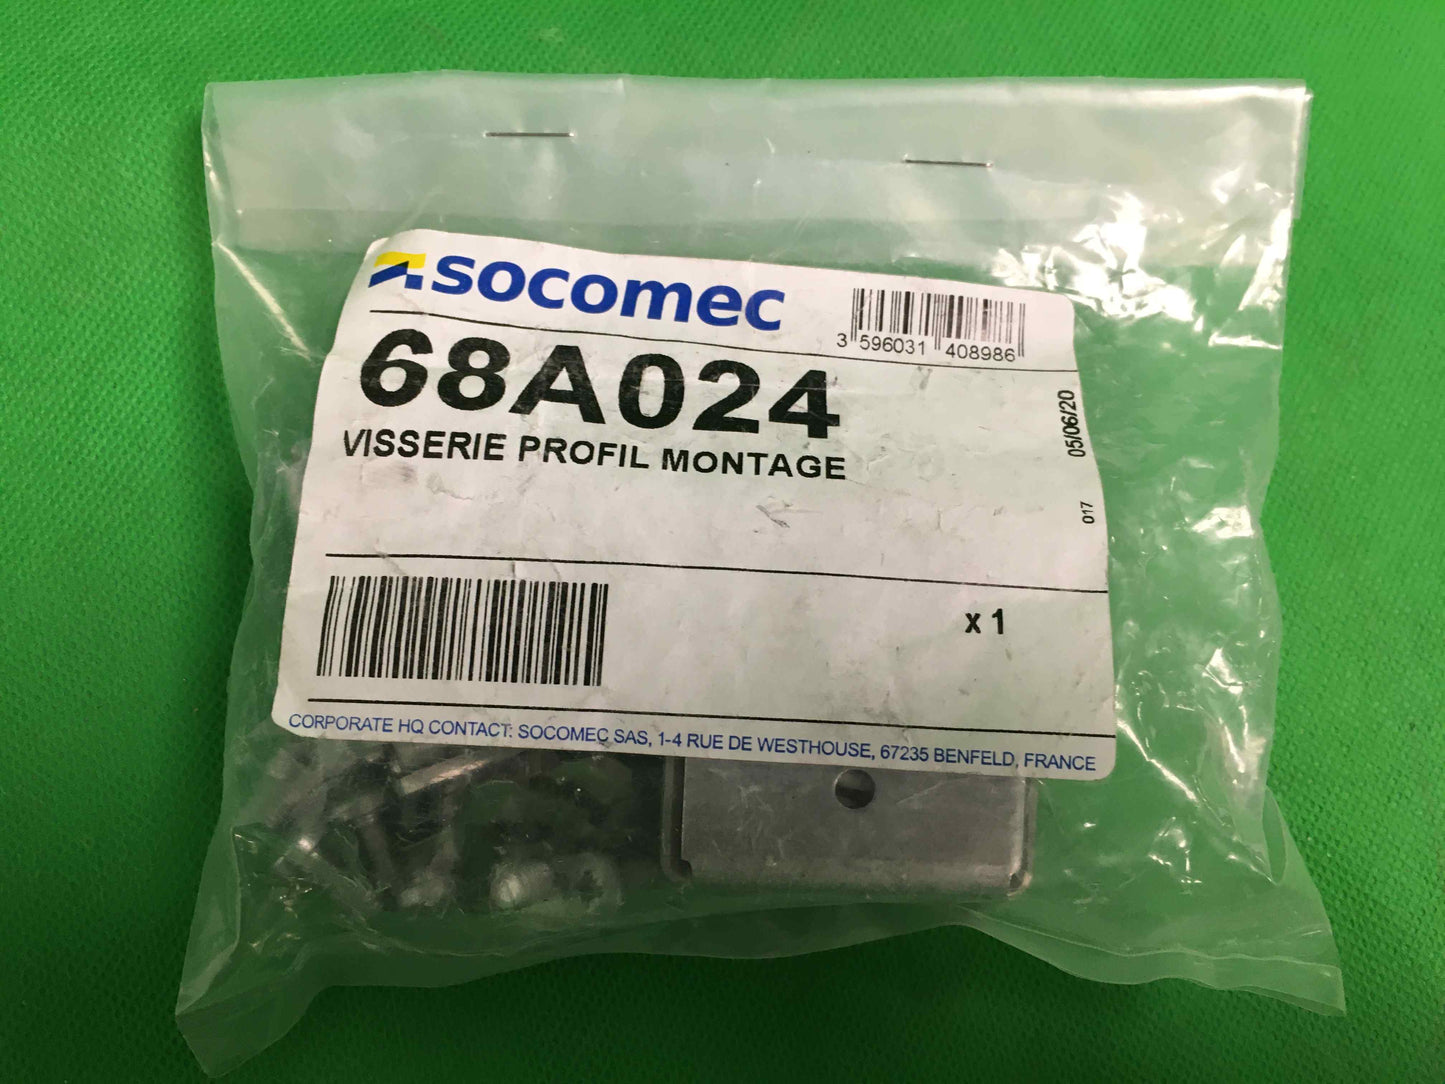 socomec
3 596031 408986
68A024
VISSERIE PROFIL MONTAGE
05/06/20
017
x 1
CORPORATE HQ CONTACT: SOCOMEC SAS, 1-4 RUE DE WESTHOUSE, 67235 BENFELD, FRANCE